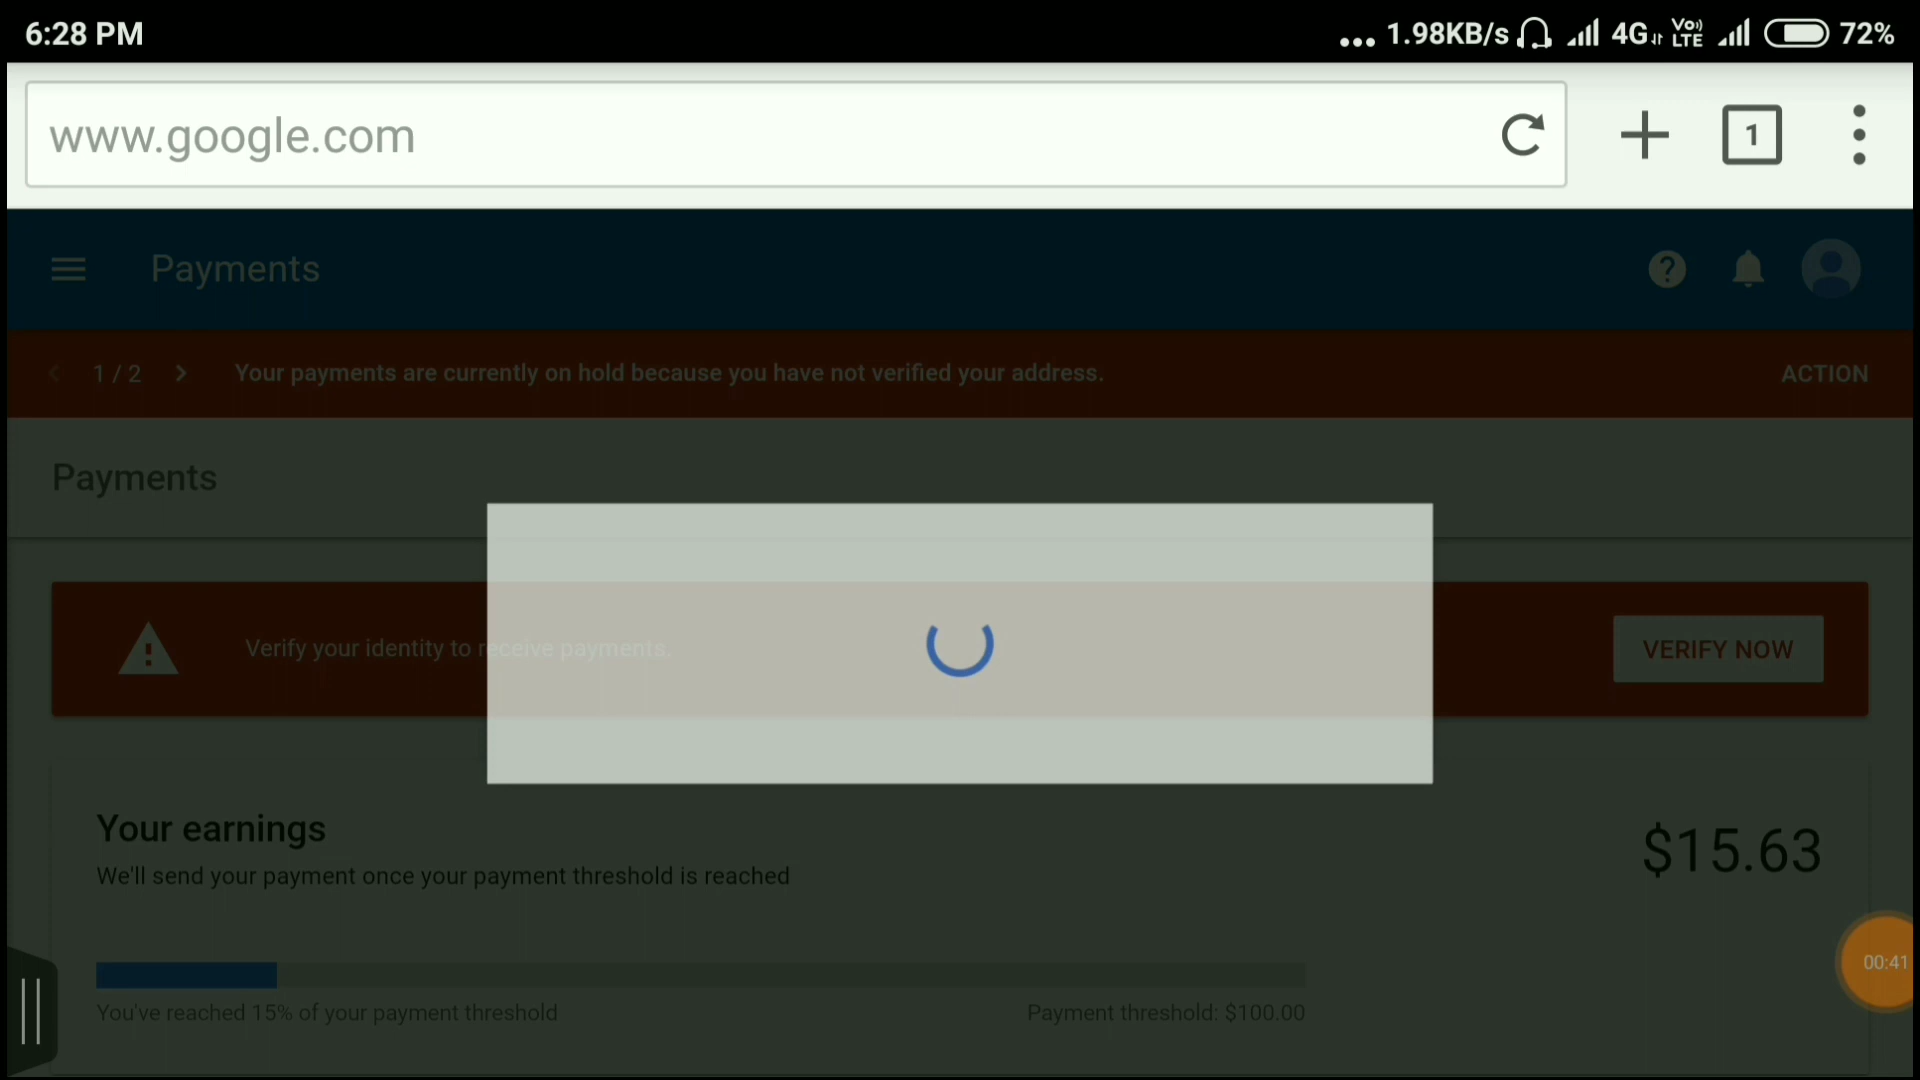 6:28 PM
... 1.98KB/s 4G Vo)) LTE 72%
www.google.com
1
Payments
?
1 / 2
Your payments are currently on hold because you have not verified your address.
ACTION
Payments
Verify your identity to receive payments.
VERIFY NOW
Your earnings
$15.63
We'll send your payment once your payment threshold is reached
00:41
You've reached 15% of your payment threshold
Payment threshold: $100.00